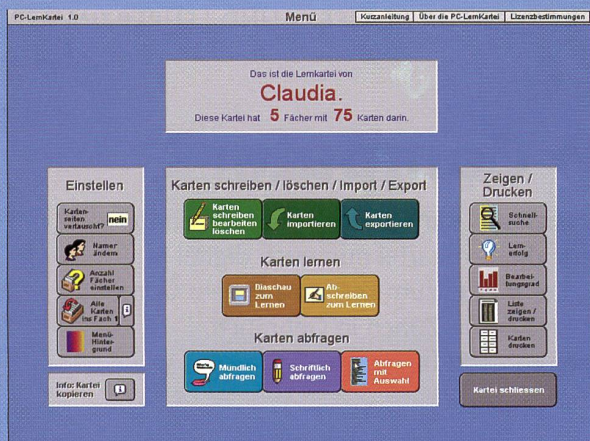 PC-LernKartei 1.0
Menü
Kurzanleitung
Über die PC-LernKartei
Lizenzbestimmungen
Das ist die Lernkartei von
Claudia.
Diese Kartei hat 5 Fächer mit 75 Karten darin.
Einstellen
Karten-
seiten
vertauscht?
nein
Namen
ändern
Anzahl
Fächer
einstellen
Alle
Karten
ins Fach 1
Menü-
Hinter-
grund
Info: Kartei
kopieren
Karten schreiben / löschen / Import / Export
Karten
schreiben
bearbeiten
löschen
Karten
importieren
Karten
exportieren
Karten lernen
Diaschau
zum
Lernen
Ab-
schreiben
zum Lernen
Karten abfragen
Mündlich
abfragen
Schriftlich
abfragen
Abfragen
mit
Auswahl
Zeigen /
Drucken
Schnell-
suche
Lern-
erfolg
Bearbei-
tungsgrad
Liste
zeigen /
drucken
Karten
drucken
Kartei schliessen